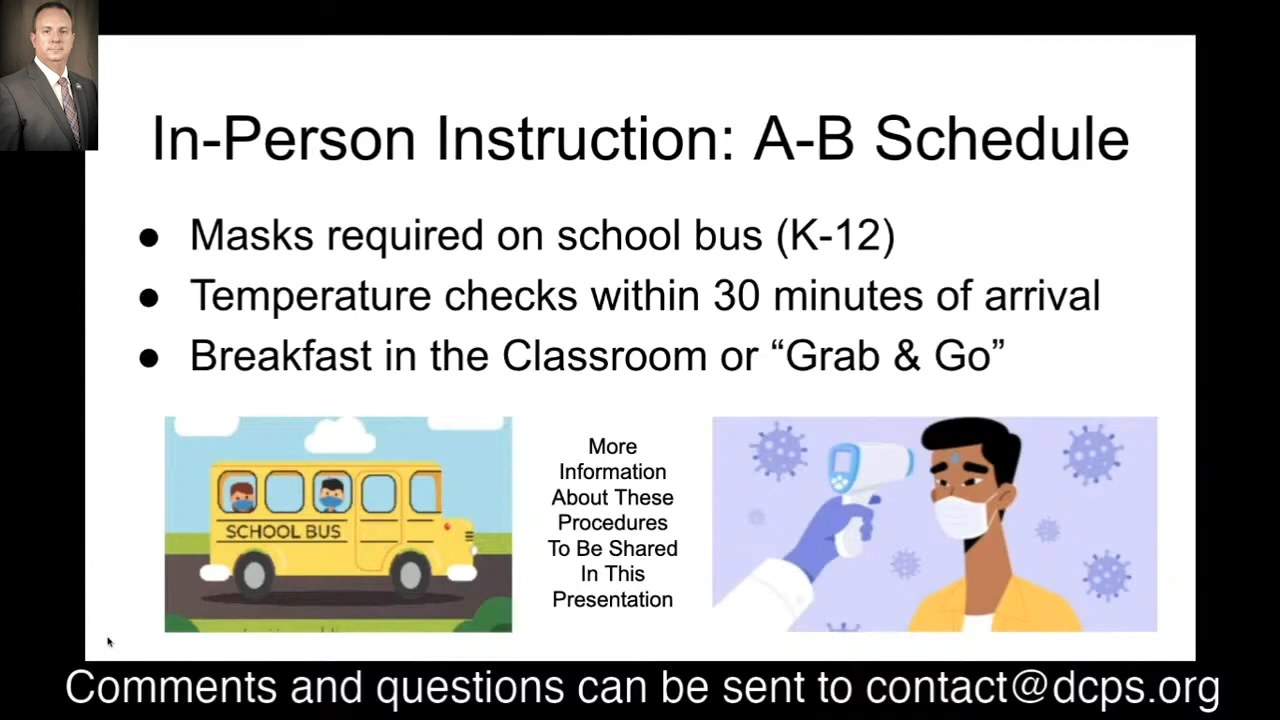 In-Person Instruction: A-B Schedule
● Masks required on school bus (K-12)
● Temperature checks within 30 minutes of arrival
● Breakfast in the Classroom or “Grab & Go”
SCHOOL BUS
More
Information
About These
Procedures
To Be Shared
In This
Presentation
Comments and questions can be sent to contact@dcps.org